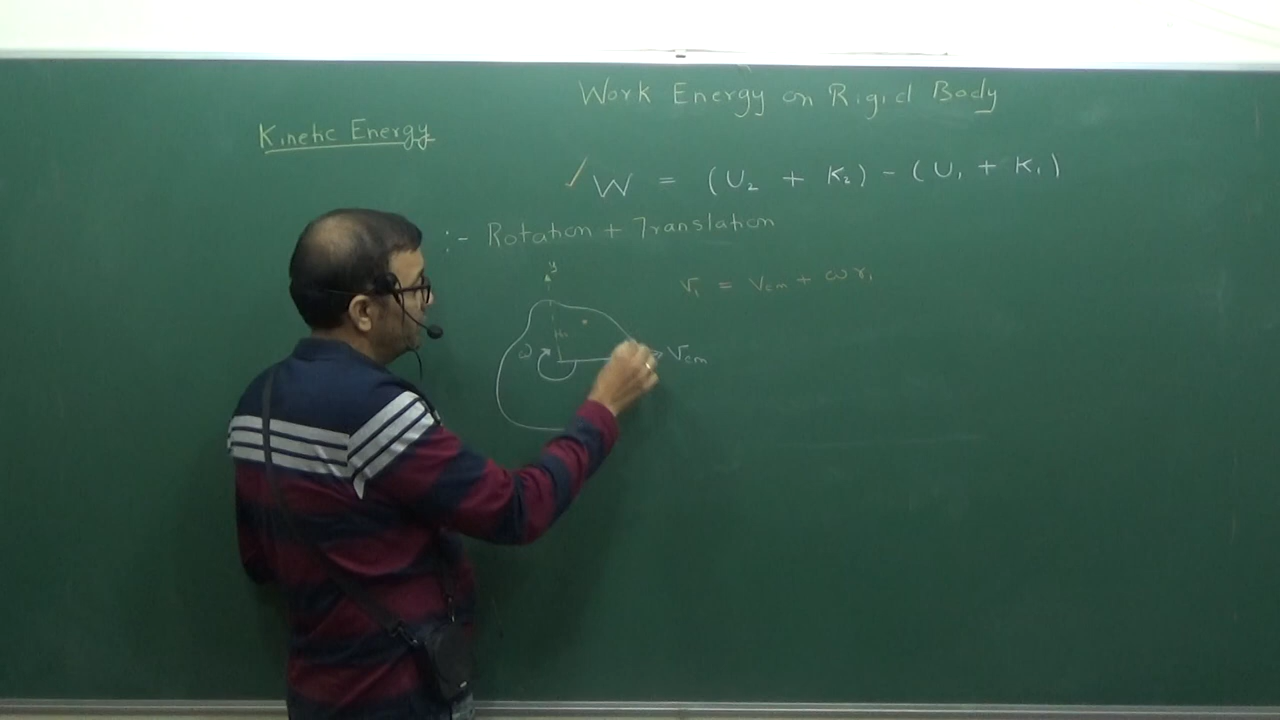 Work Energy on Rigid Body
Kinetic Energy
W = (U₂ + K₂) - (U₁ + K₁)
:- Rotation + Translation
y
v₁ = Vcm + ωr₁
ω
Vcm